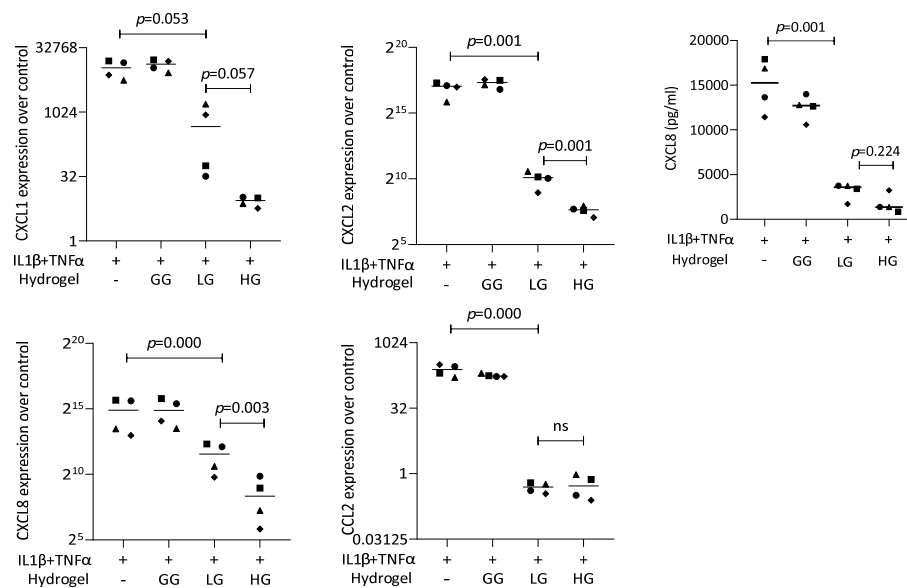 p=0.053
p=0.057
CXCL1 expression over control
32768
1024
32
1
IL1β+TNFα + + + +
Hydrogel - GG LG HG
p=0.001
p=0.001
CXCL2 expression over control
2^20
2^15
2^10
2^5
IL1β+TNFα + + + +
Hydrogel - GG LG HG
p=0.001
p=0.224
CXCL8 (pg/ml)
20000
15000
10000
5000
0
IL1β+TNFα + + + +
Hydrogel - GG LG HG
p=0.000
p=0.003
CXCL8 expression over control
2^20
2^15
2^10
2^5
IL1β+TNFα + + + +
Hydrogel - GG LG HG
p=0.000
ns
CCL2 expression over control
1024
32
1
0.03125
IL1β+TNFα + + + +
Hydrogel - GG LG HG